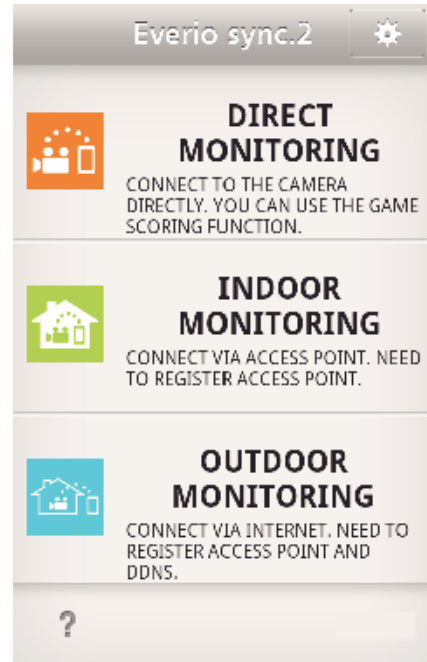 Everio sync.2
DIRECT
MONITORING
CONNECT TO THE CAMERA
DIRECTLY. YOU CAN USE THE GAME
SCORING FUNCTION.
INDOOR
MONITORING
CONNECT VIA ACCESS POINT. NEED
TO REGISTER ACCESS POINT.
OUTDOOR
MONITORING
CONNECT VIA INTERNET. NEED TO
REGISTER ACCESS POINT AND
DDNS.
?